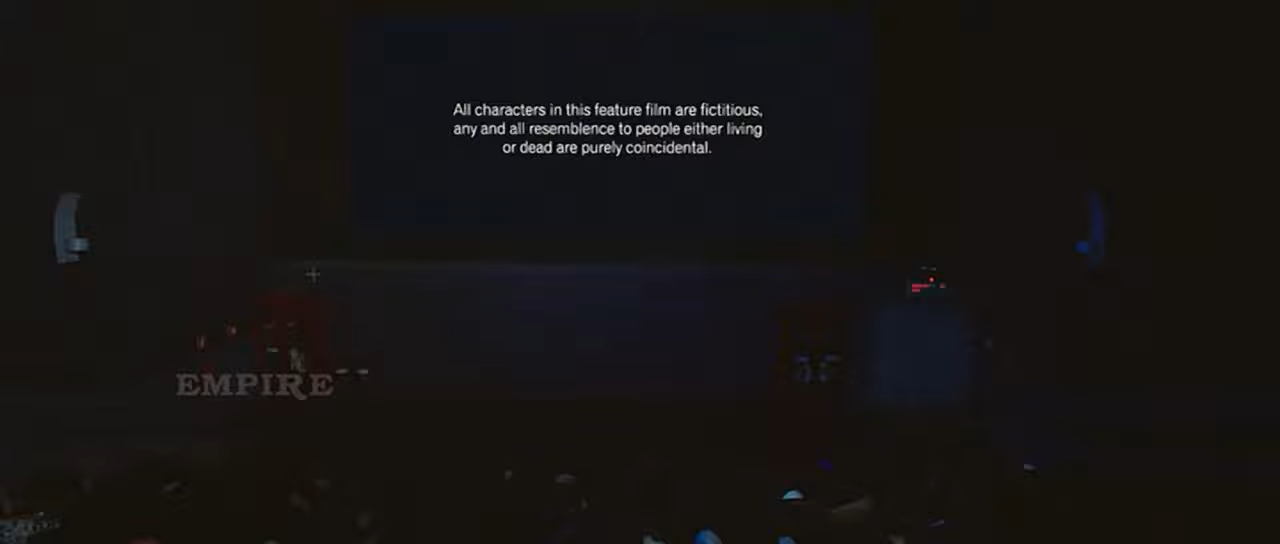 All characters in this feature film are fictitious,
any and all resemblence to people either living
or dead are purely coincidental.
EMPIRE